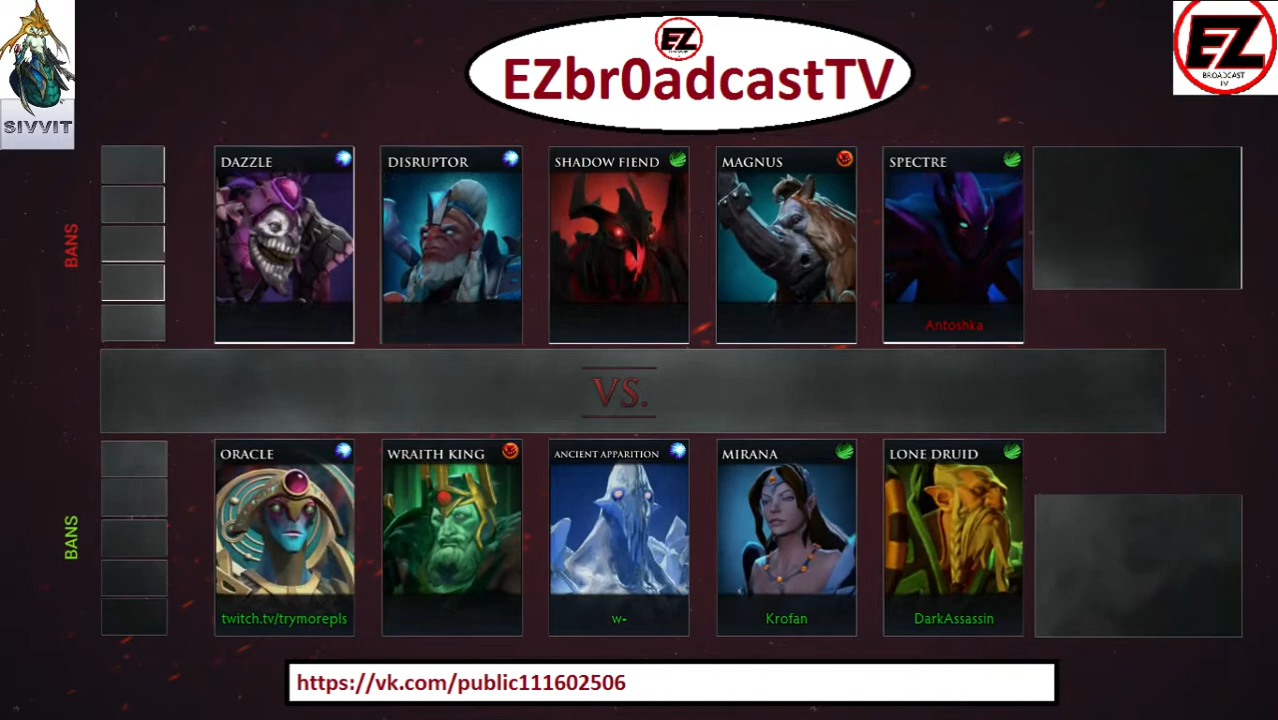 EZ
EZbr0adcastTV
EZ
BROADCAST
TV
SIVVIT
BANS
DAZZLE
DISRUPTOR
SHADOW FIEND
MAGNUS
SPECTRE
Antoshka
VS.
BANS
ORACLE
WRAITH KING
ANCIENT APPARITION
MIRANA
LONE DRUID
twitch.tv/trymorepls
w-
Krofan
DarkAssassin
https://vk.com/public111602506